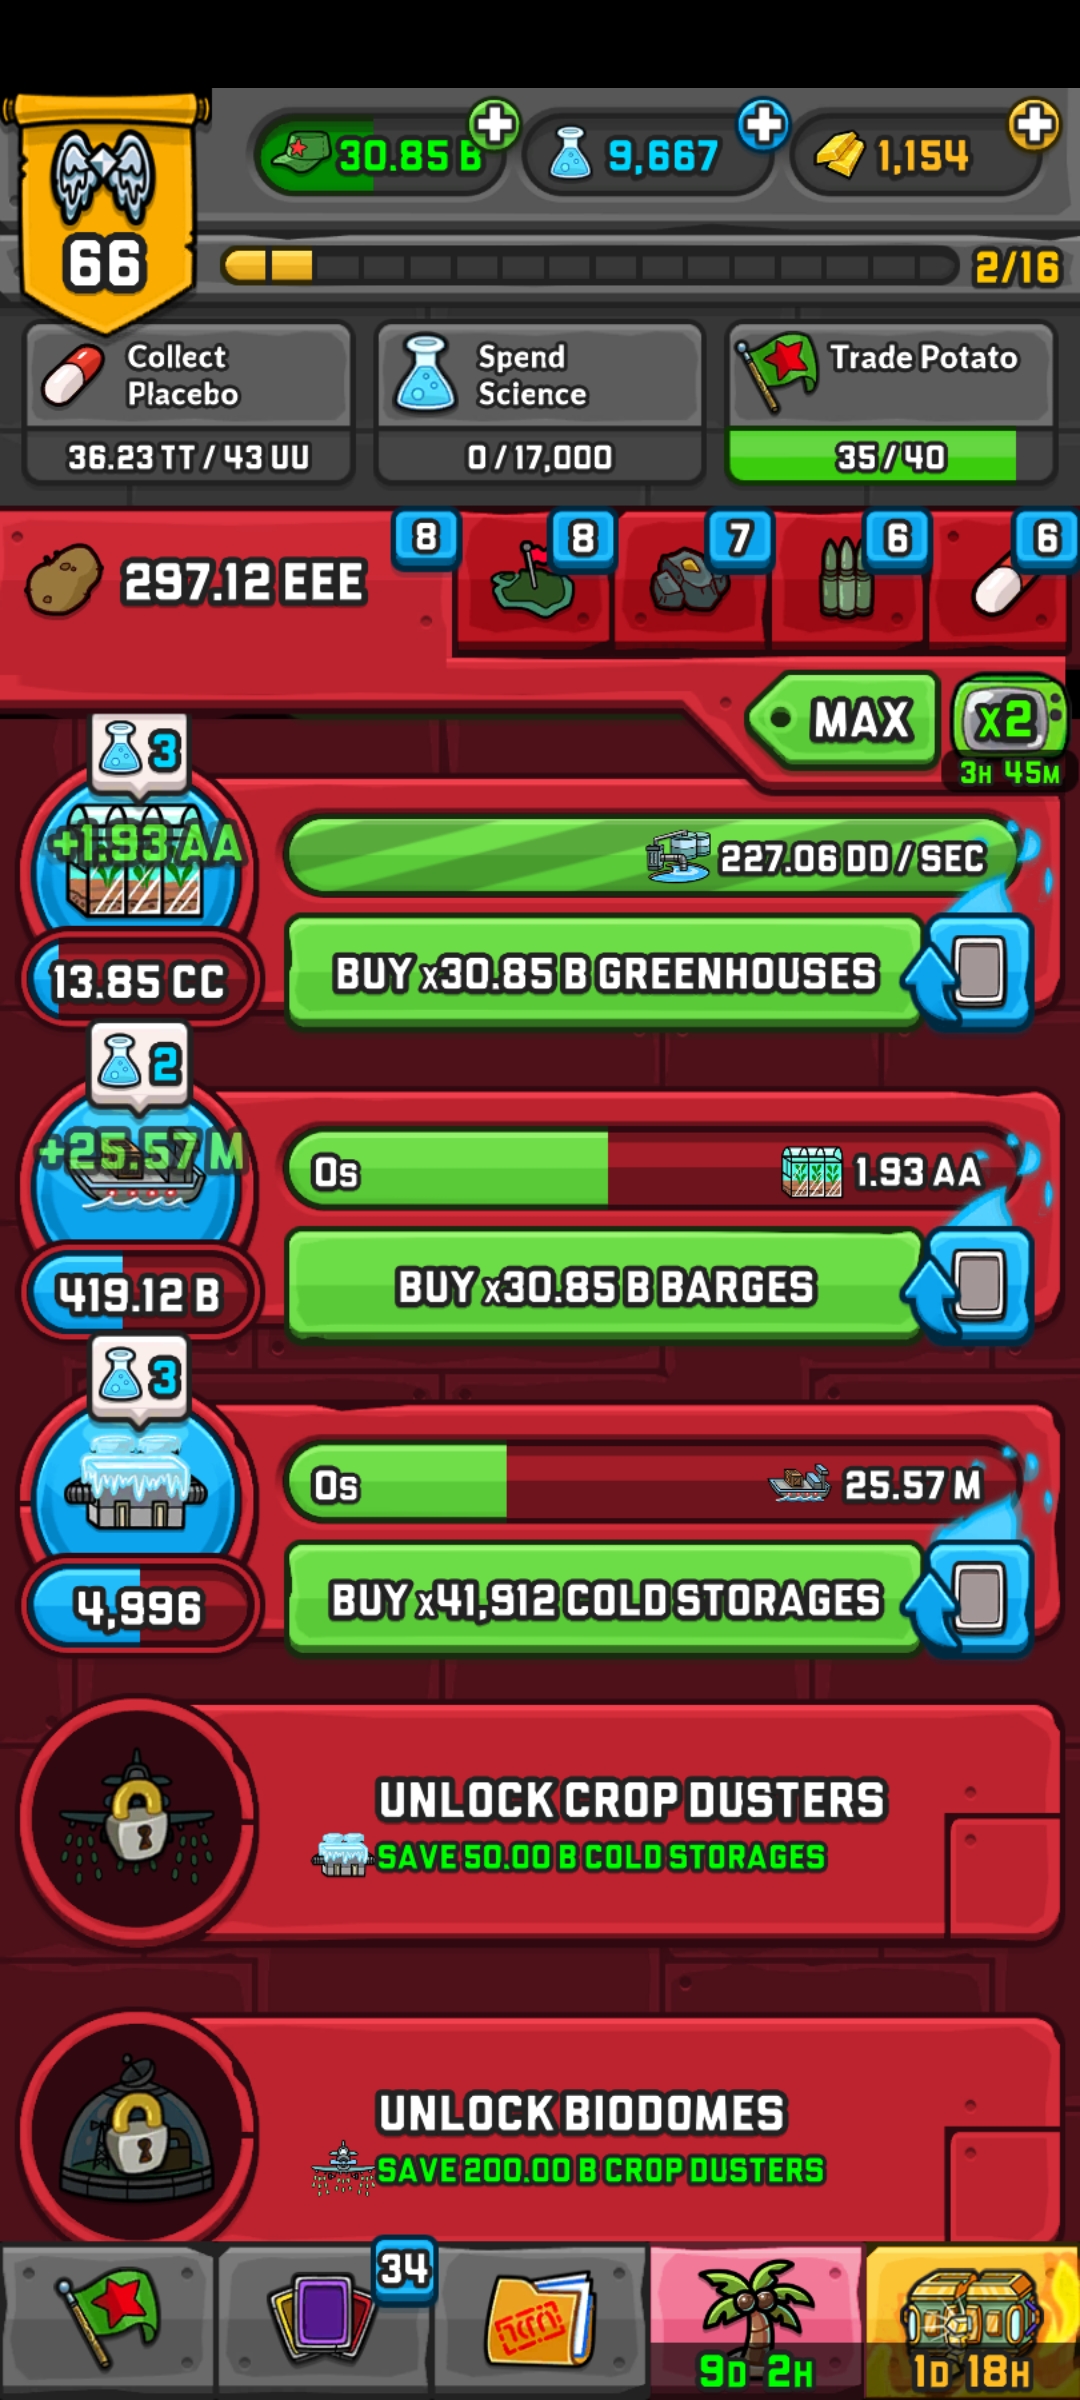 30.85 B
9,667
1,154
66
2/16
Collect
Placebo
36.23 TT / 43 UU
Spend
Science
0 / 17,000
Trade Potato
35 / 40
297.12 EEE
8
8
7
6
6
MAX
x2
3H 45M
3
+1.93 AA
227.06 DD / SEC
13.85 CC
BUY x30.85 B GREENHOUSES
2
+25.57 M
0s
1.93 AA
419.12 B
BUY x30.85 B BARGES
3
0s
25.57 M
4,996
BUY x41,912 COLD STORAGES
UNLOCK CROP DUSTERS
SAVE 50.00 B COLD STORAGES
UNLOCK BIODOMES
SAVE 200.00 B CROP DUSTERS
34
9D 2H
1D 18H